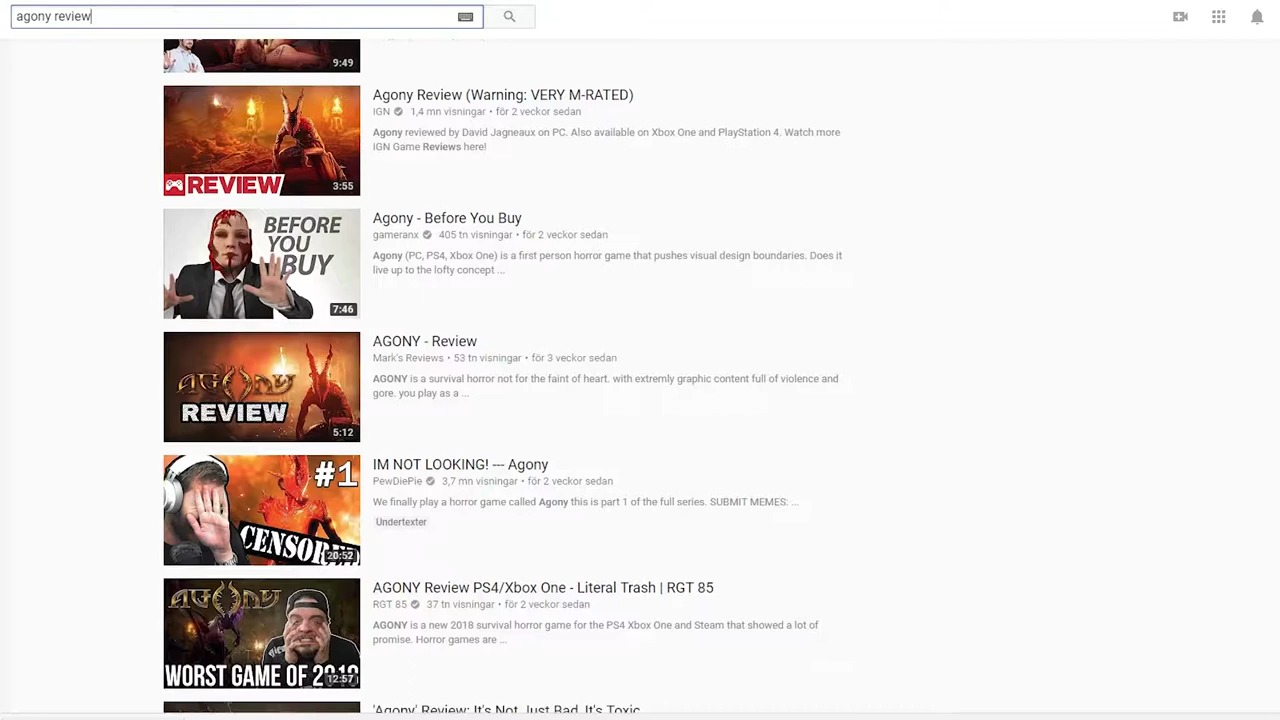 agony review
9:49
Agony Review (Warning: VERY M-RATED)
IGN 1,4 mn visningar • för 2 veckor sedan
Agony reviewed by David Jagneaux on PC. Also available on Xbox One and PlayStation 4. Watch more
IGN Game Reviews here!
REVIEW
3:55
Agony - Before You Buy
gameranx 405 tn visningar • för 2 veckor sedan
Agony (PC, PS4, Xbox One) is a first person horror game that pushes visual design boundaries. Does it
live up to the lofty concept ...
BEFORE
YOU
BUY
7:46
AGONY - Review
Mark's Reviews • 53 tn visningar • för 3 veckor sedan
AGONY is a survival horror not for the faint of heart. with extremly graphic content full of violence and
gore. you play as a ...
AGONY
REVIEW
5:12
IM NOT LOOKING! --- Agony
PewDiePie 3,7 mn visningar • för 2 veckor sedan
We finally play a horror game called Agony this is part 1 of the full series. SUBMIT MEMES: ...
Undertexter
#1
CENSORED
20:52
AGONY Review PS4/Xbox One - Literal Trash | RGT 85
RGT 85 37 tn visningar • för 2 veckor sedan
AGONY is a new 2018 survival horror game for the PS4 Xbox One and Steam that showed a lot of
promise. Horror games are ...
AGONY
WORST GAME OF 2018
12:57
'Agony' Review: It's Not Just Bad, It's Toxic